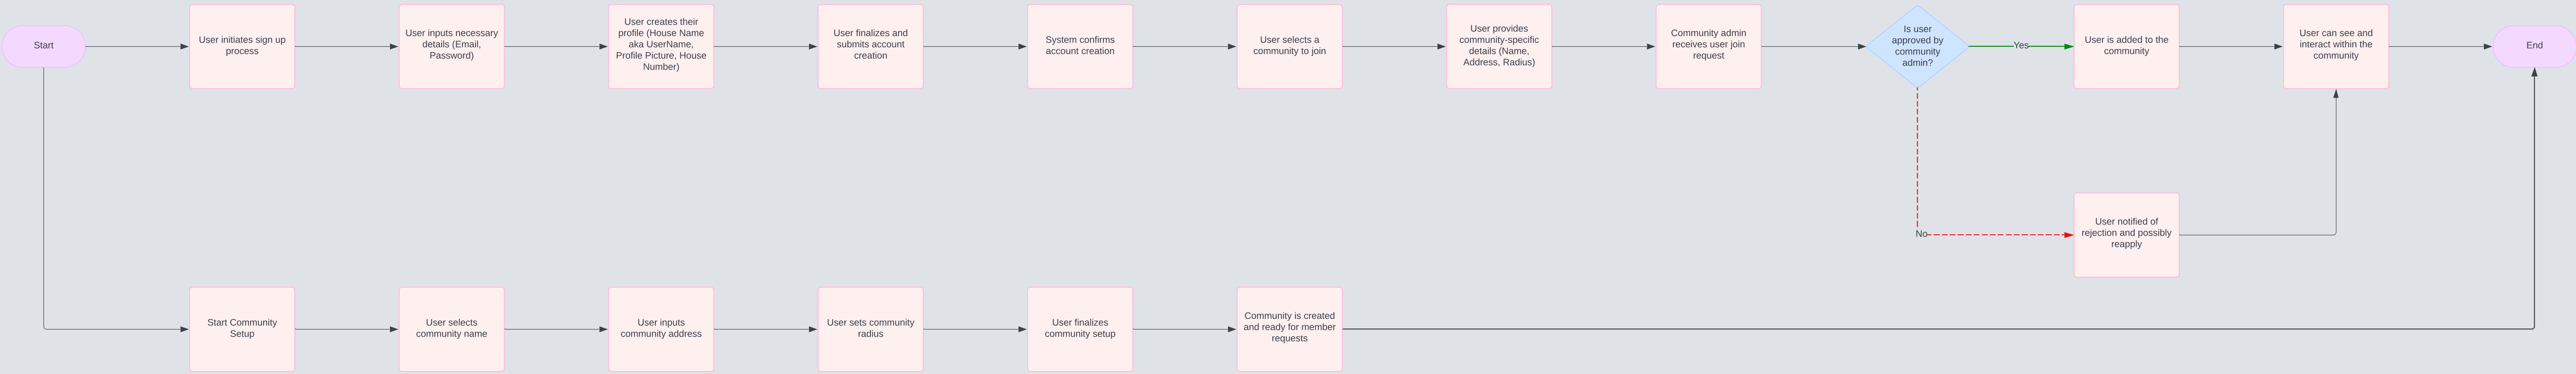 Start
User initiates sign up
process
User inputs necessary
details (Email,
Password)
User creates their
profile (House Name
aka UserName,
Profile Picture, House
Number)
User finalizes and
submits account
creation
System confirms
account creation
User selects a
community to join
User provides
community-specific
details (Name,
Address, Radius)
Community admin
receives user join
request
Is user
approved by
community
admin?
Yes
User is added to the
community
User can see and
interact within the
community
End
No
User notified of
rejection and possibly
reapply
Start Community
Setup
User selects
community name
User inputs
community address
User sets community
radius
User finalizes
community setup
Community is created
and ready for member
requests